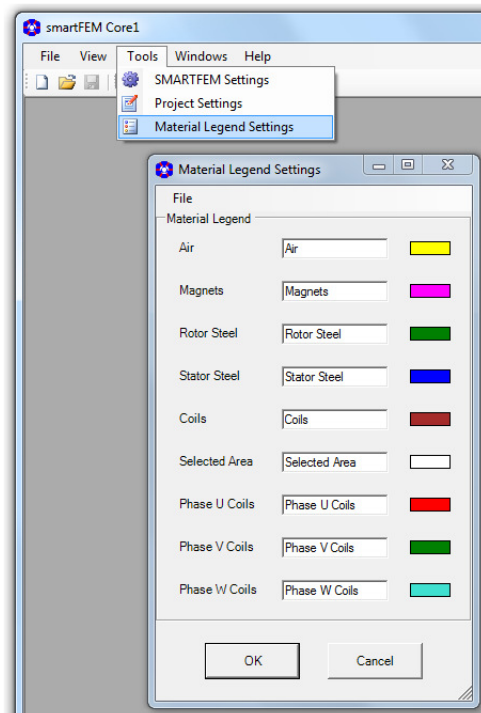 smartFEM Core1
File View Tools Windows Help
SMARTFEM Settings
Project Settings
Material Legend Settings
Material Legend Settings
File
Material Legend
Air Air
Magnets Magnets
Rotor Steel Rotor Steel
Stator Steel Stator Steel
Coils Coils
Selected Area Selected Area
Phase U Coils Phase U Coils
Phase V Coils Phase V Coils
Phase W Coils Phase W Coils
OK Cancel